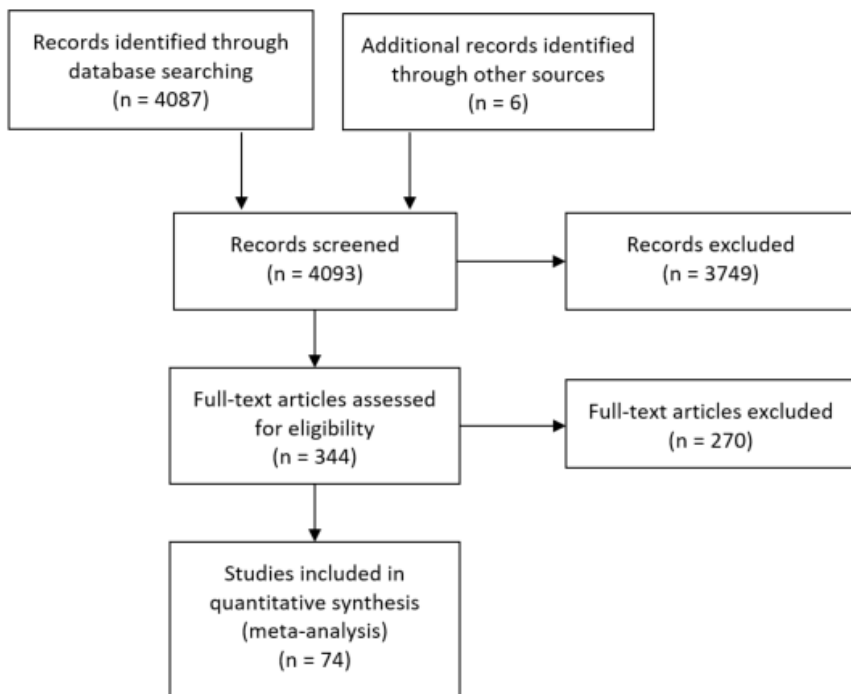 Records identified through
database searching
(n = 4087)
Additional records identified
through other sources
(n = 6)
Records screened
(n = 4093)
Records excluded
(n = 3749)
Full-text articles assessed
for eligibility
(n = 344)
Full-text articles excluded
(n = 270)
Studies included in
quantitative synthesis
(meta-analysis)
(n = 74)